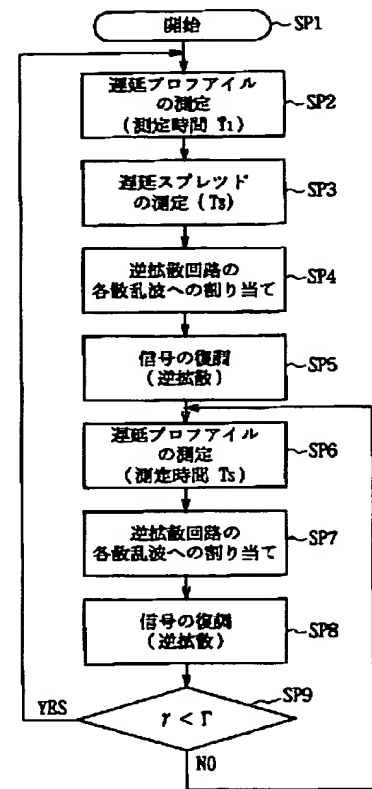 開始
SP1
遅延プロファイル
の測定
(測定時間 T1)
SP2
遅延スプレッド
の測定 (Ts)
SP3
逆拡散回路の
各散乱波への割り当て
SP4
信号の復調
(逆拡散)
SP5
遅延プロファイル
の測定
(測定時間 Ts)
SP6
逆拡散回路の
各散乱波への割り当て
SP7
信号の復調
(逆拡散)
SP8
SP9
YES
γ < Γ
NO